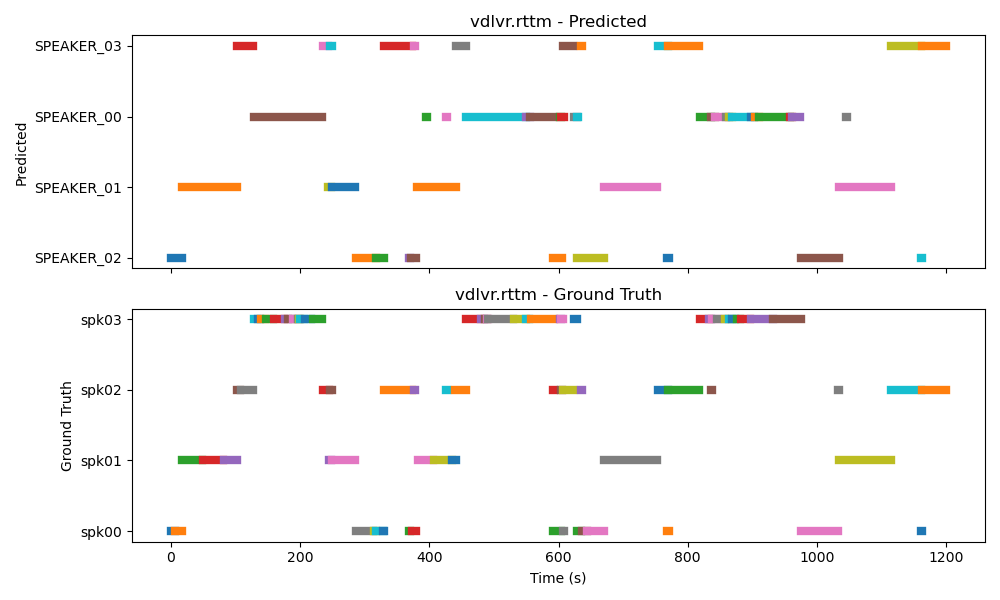 vdlvr.rttm - Predicted
SPEAKER_03
SPEAKER_00
SPEAKER_01
SPEAKER_02
Predicted
vdlvr.rttm - Ground Truth
spk03
spk02
spk01
spk00
Ground Truth
0 200 400 600 800 1000 1200
Time (s)